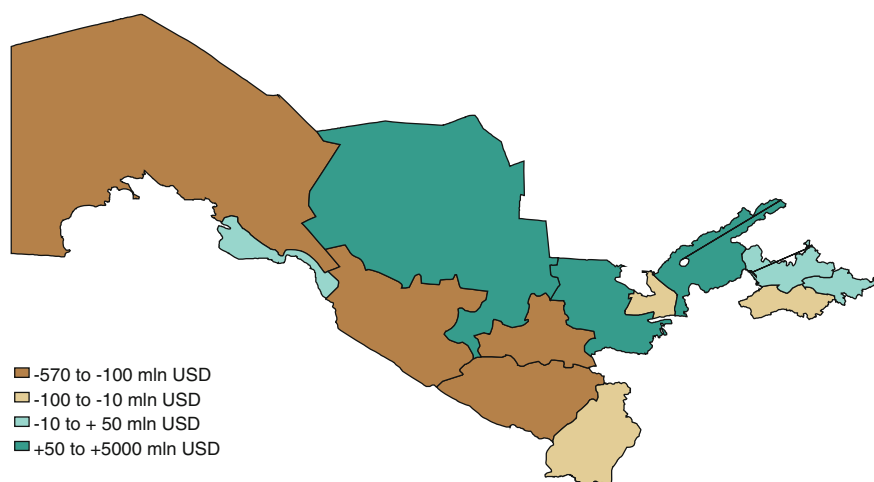 -570 to -100 mln USD
-100 to -10 mln USD
-10 to + 50 mln USD
+50 to +5000 mln USD